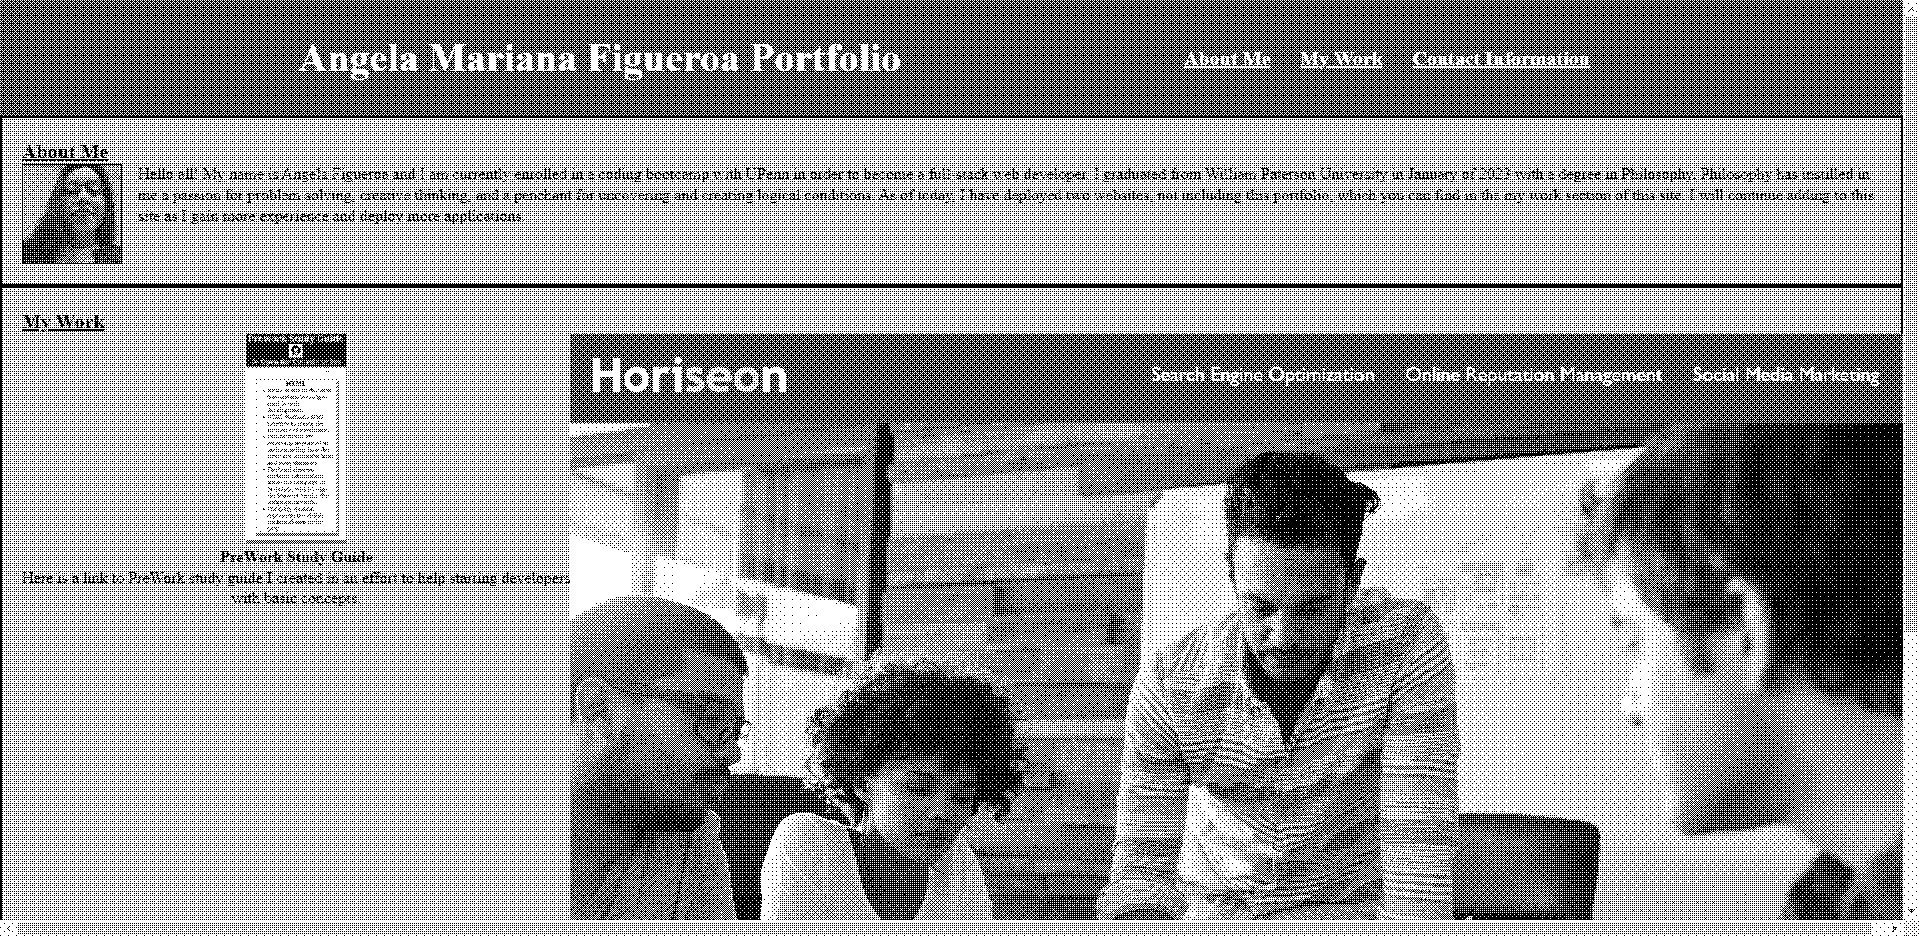 Angela Mariana Figueroa Portfolio
About Me
My Work
Contact Information
About Me
Hello all! My name is Angela Figueroa and I am currently enrolled in a coding bootcamp with UPenn in order to become a full stack web developer. I graduated from William Paterson University in January of 2023 with a degree in Philosophy. Philosophy has instilled in
me a passion for problem solving, creative thinking, and a penchant for uncovering and creating logical conditions. As of today, I have deployed two websites, not including this portfolio, which you can find in the my work section of this site. I will continue adding to this
site as I gain more experience and deploy more applications.
My Work
PreWork Study Guide
HTML
Horiseon
Search Engine Optimization
Online Reputation Management
Social Media Marketing
PreWork Study Guide
Here is a link to PreWork study guide I created in an effort to help starting developers
with basic concepts.